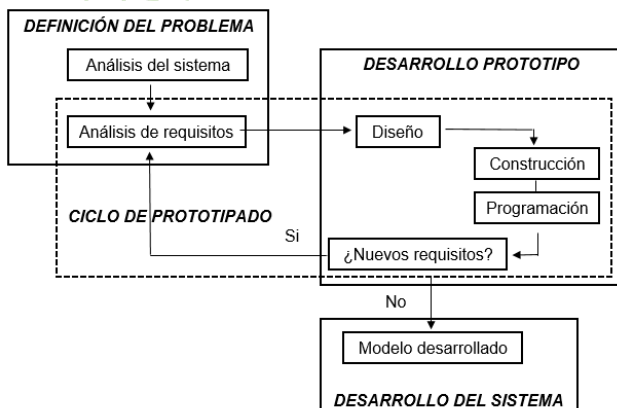 DEFINICIÓN DEL PROBLEMA
Análisis del sistema
DESARROLLO PROTOTIPO
Análisis de requisitos
Diseño
Construcción
Programación
CICLO DE PROTOTIPADO
Si
¿Nuevos requisitos?
No
Modelo desarrollado
DESARROLLO DEL SISTEMA